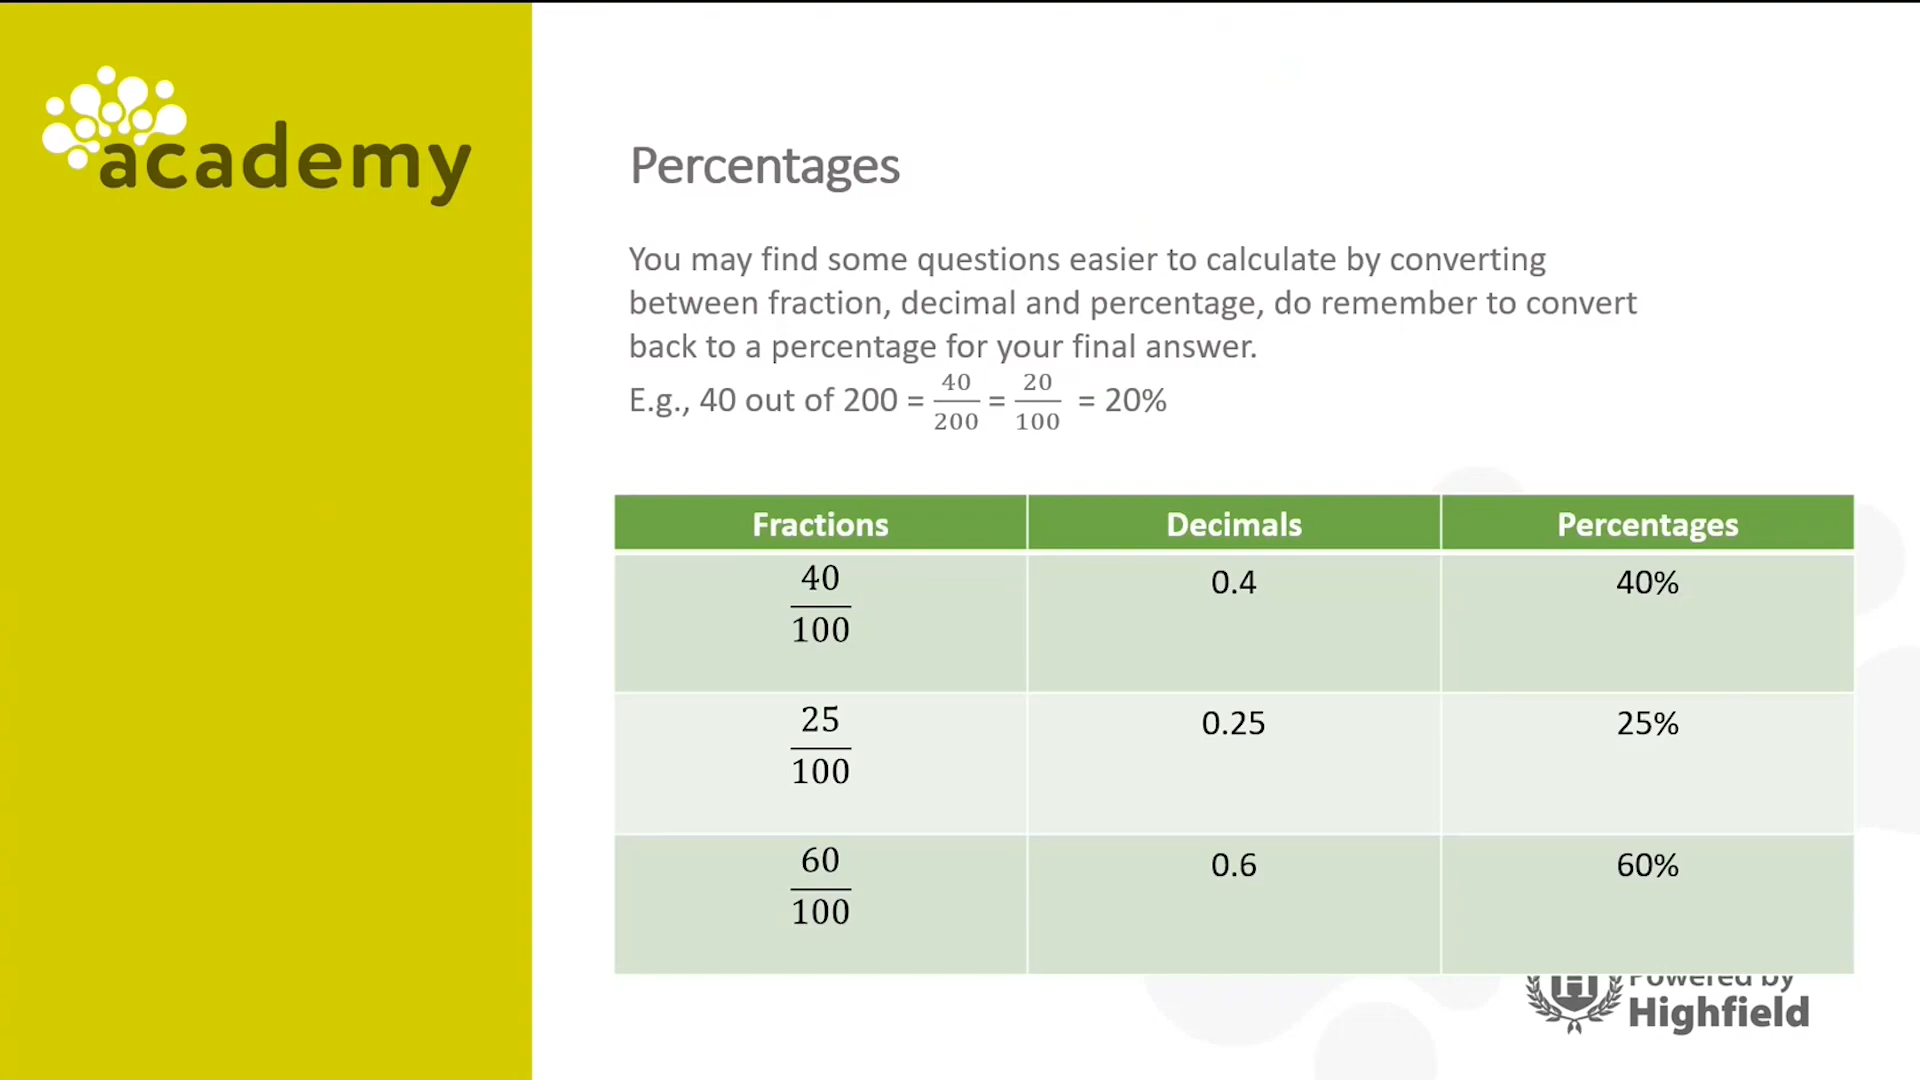 academy
Percentages
You may find some questions easier to calculate by converting
between fraction, decimal and percentage, do remember to convert
back to a percentage for your final answer.
E.g., 40 out of 200 = 40/200 = 20/100 = 20%
Fractions Decimals Percentages
40/100 0.4 40%
25/100 0.25 25%
60/100 0.6 60%
H
Powered by
Highfield